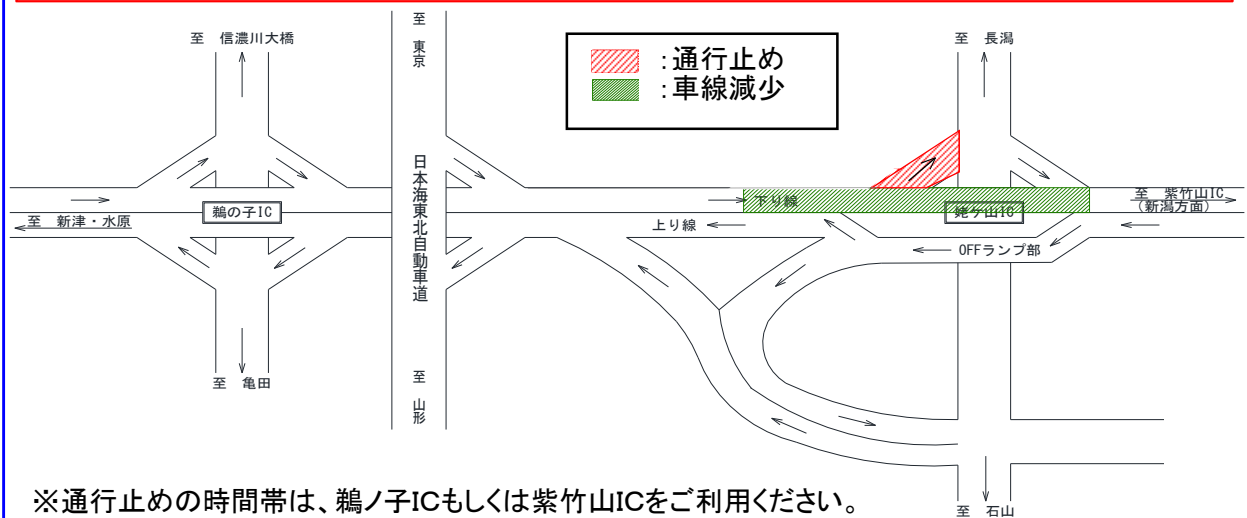 至　信濃川大橋
至　東京
：通行止め
：車線減少
至　長潟
日本海東北自動車道
鵜の子IC
至　新津・水原
下り線
上り線
姥ケ山IC
至　紫竹山IC
(新潟方面)
OFFランプ部
至　亀田
至　山形
※通行止めの時間帯は、鵜ノ子ICもしくは紫竹山ICをご利用ください。
至　石山